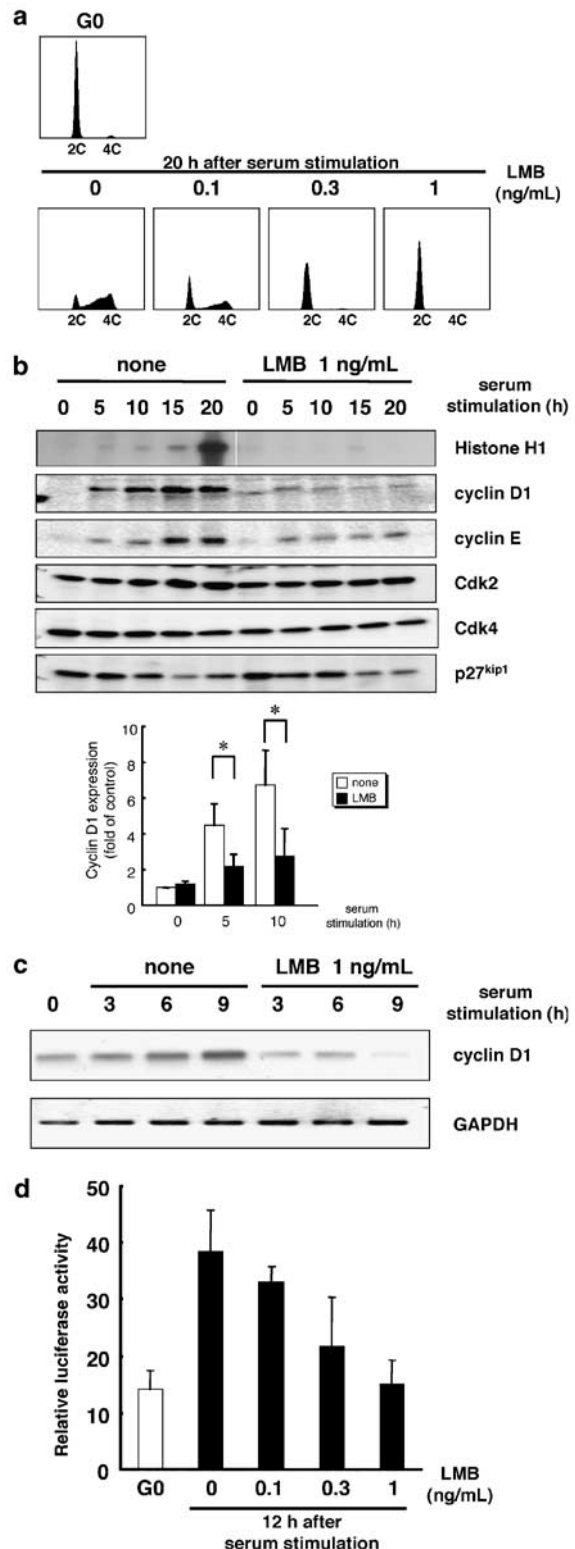 a
G0
2C 4C
20 h after serum stimulation
LMB
(ng/mL)
0 0.1 0.3 1
2C 4C 2C 4C 2C 4C 2C 4C
b
none LMB 1 ng/mL
serum
stimulation (h)
0 5 10 15 20 0 5 10 15 20
Histone H1
cyclin D1
cyclin E
Cdk2
Cdk4
p27kip1
Cyclin D1 expression
(fold of control)
10
8
6
4
2
0
* *
none
LMB
0 5 10
serum
stimulation (h)
c
none LMB 1 ng/mL
serum
stimulation (h)
0 3 6 9 3 6 9
cyclin D1
GAPDH
d
Relative luciferase activity
50
40
30
20
10
0
G0 0 0.1 0.3 1
LMB
(ng/mL)
12 h after
serum stimulation